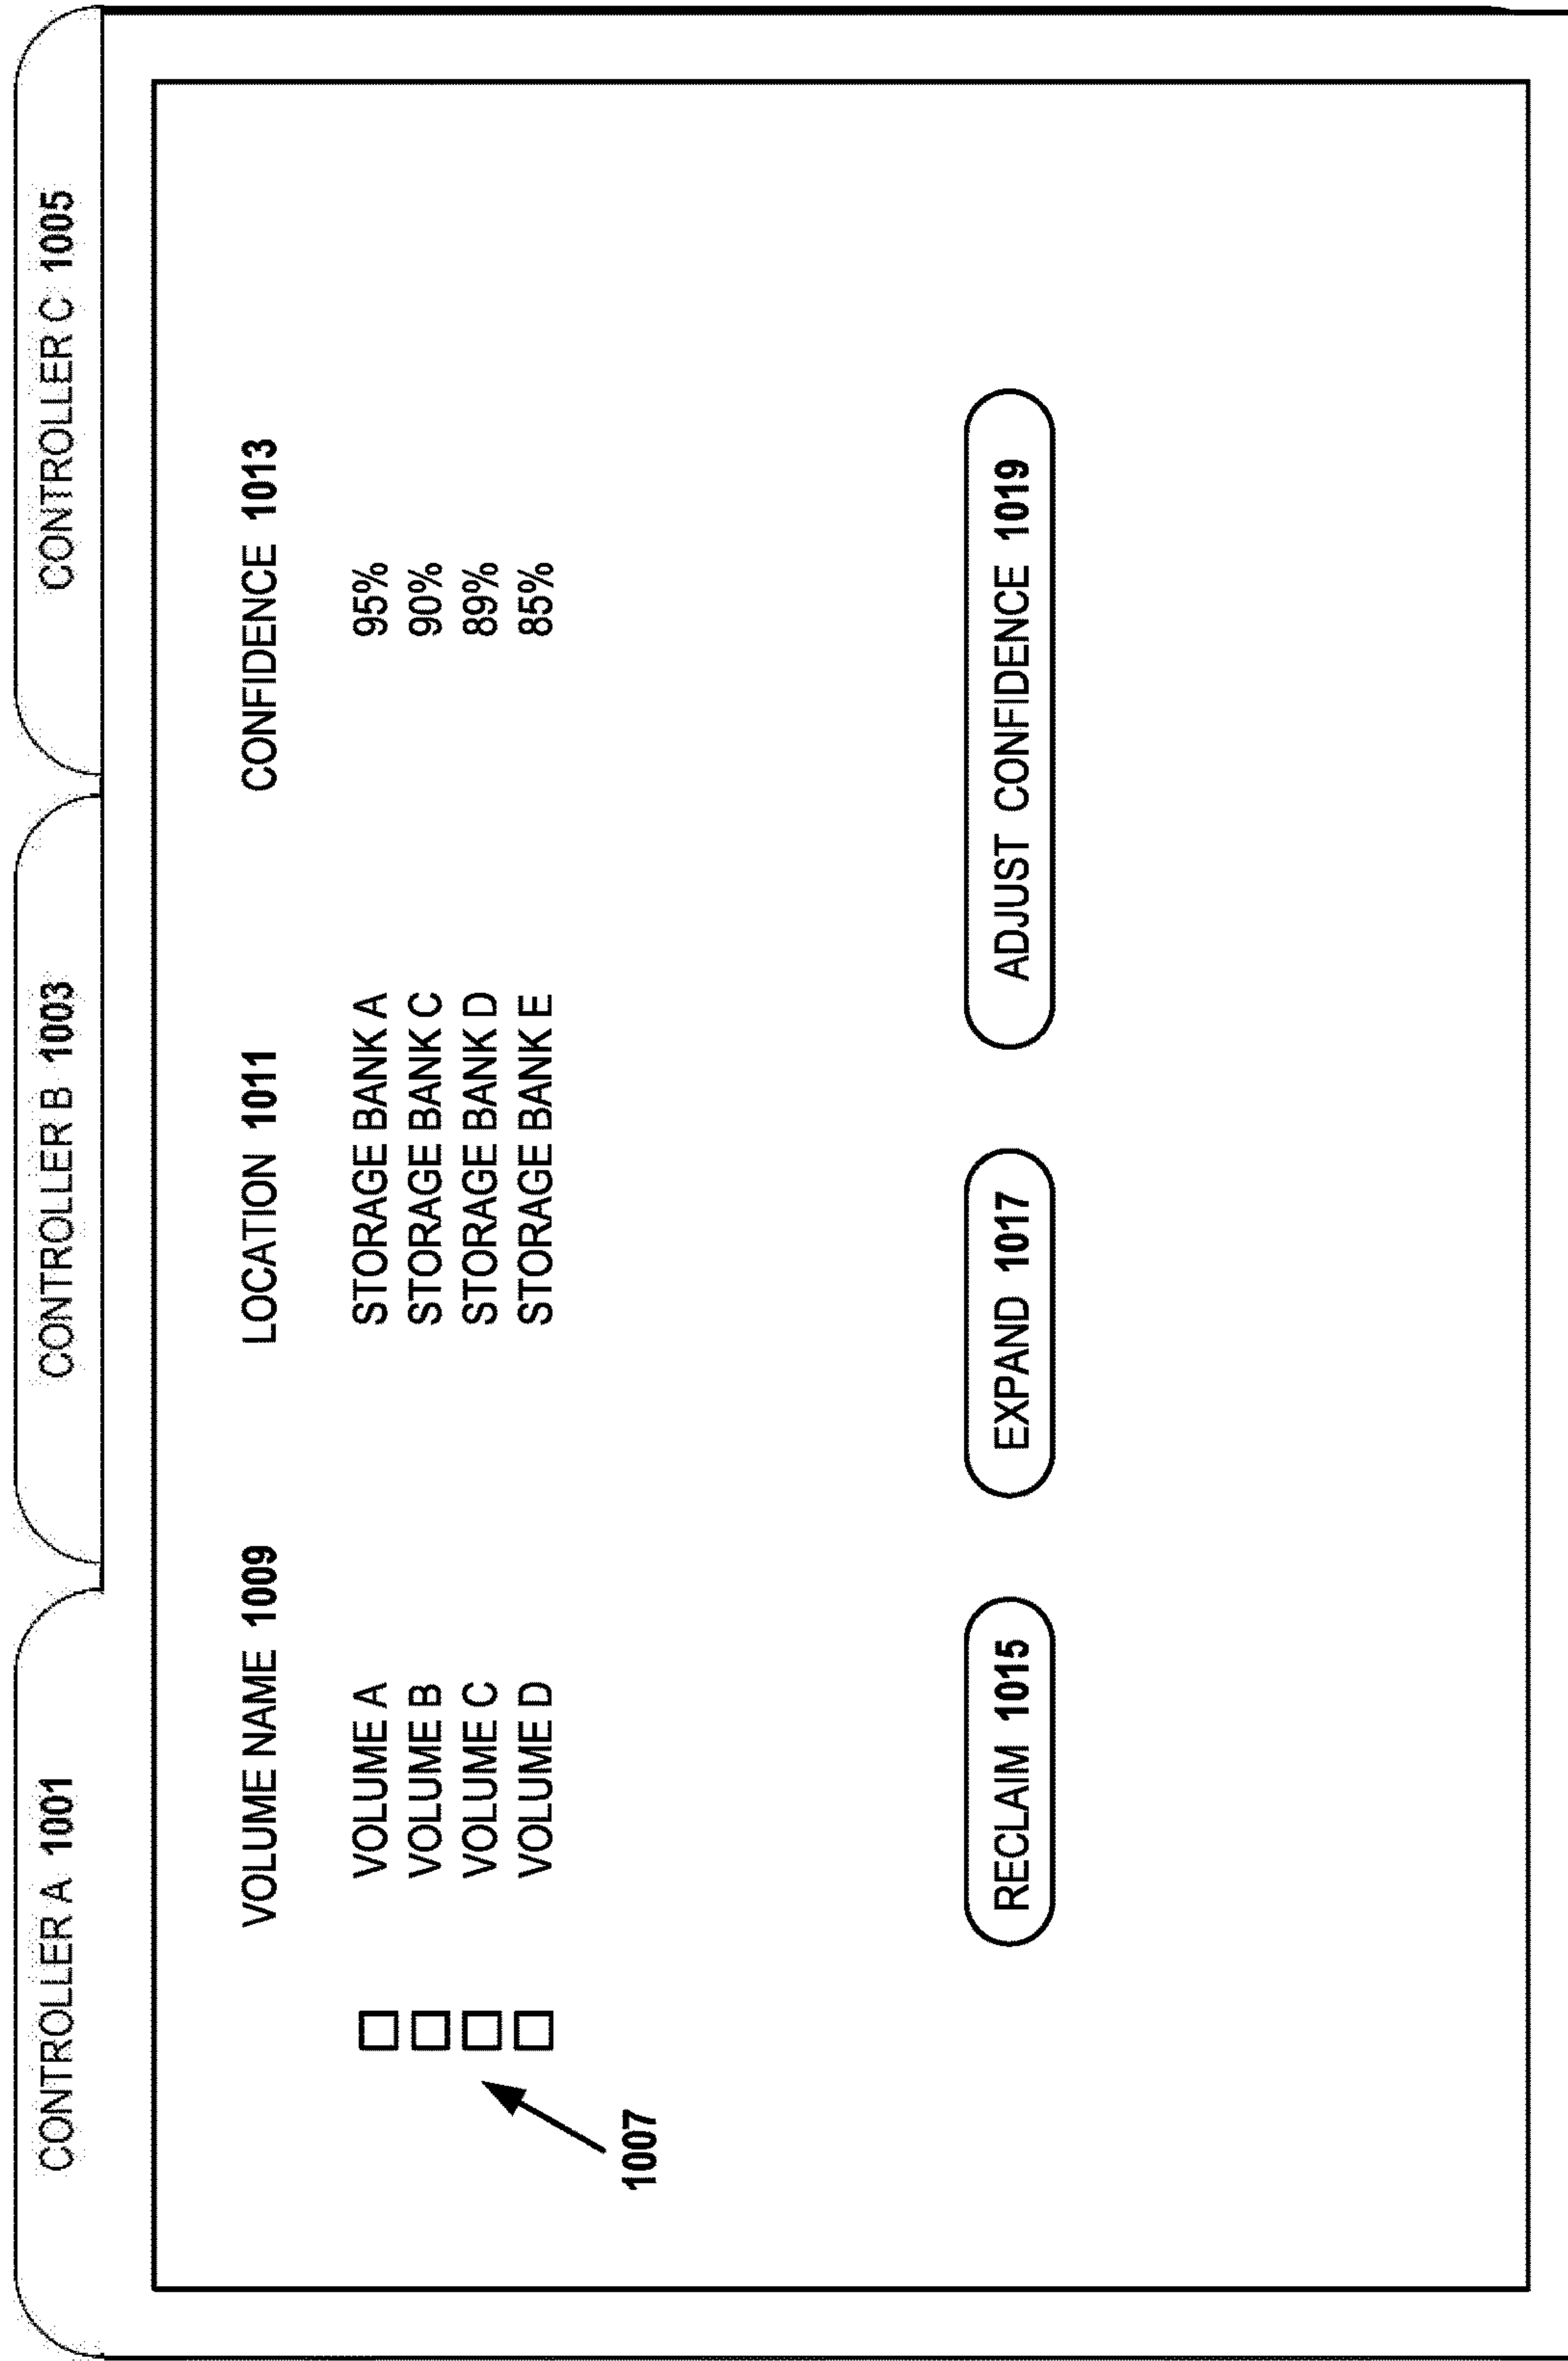 CONTROLLER A 1001 CONTROLLER B 1003 CONTROLLER C 1005
VOLUME NAME 1009 LOCATION 1011 CONFIDENCE 1013
VOLUME A STORAGE BANK A 95%
VOLUME B STORAGE BANK C 90%
VOLUME C STORAGE BANK D 89%
VOLUME D STORAGE BANK E 85%
1007
RECLAIM 1015 EXPAND 1017 ADJUST CONFIDENCE 1019